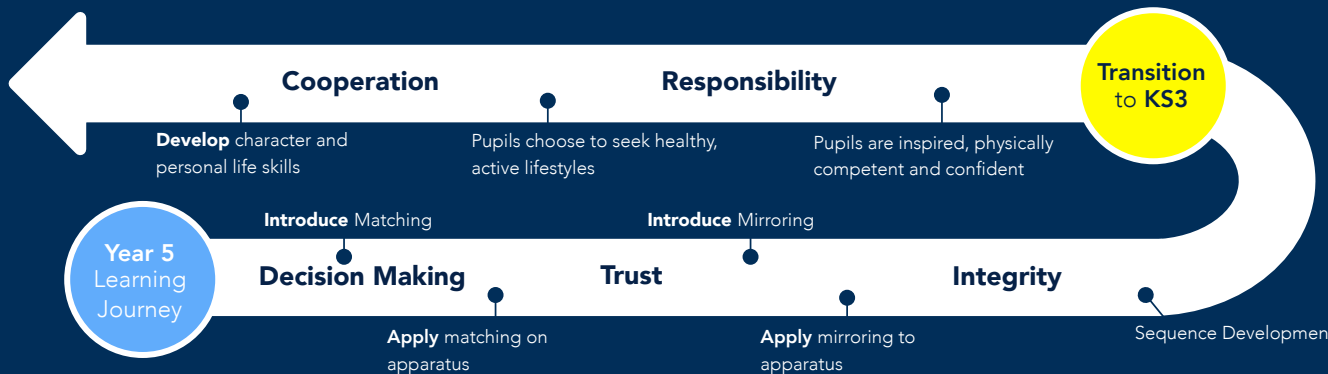 Cooperation
Responsibility
Transition
to KS3
Develop character and
personal life skills
Pupils choose to seek healthy,
active lifestyles
Pupils are inspired, physically
competent and confident
Introduce Matching
Introduce Mirroring
Year 5
Learning
Journey
Decision Making
Trust
Integrity
Apply matching on
apparatus
Apply mirroring to
apparatus
Sequence Developmen